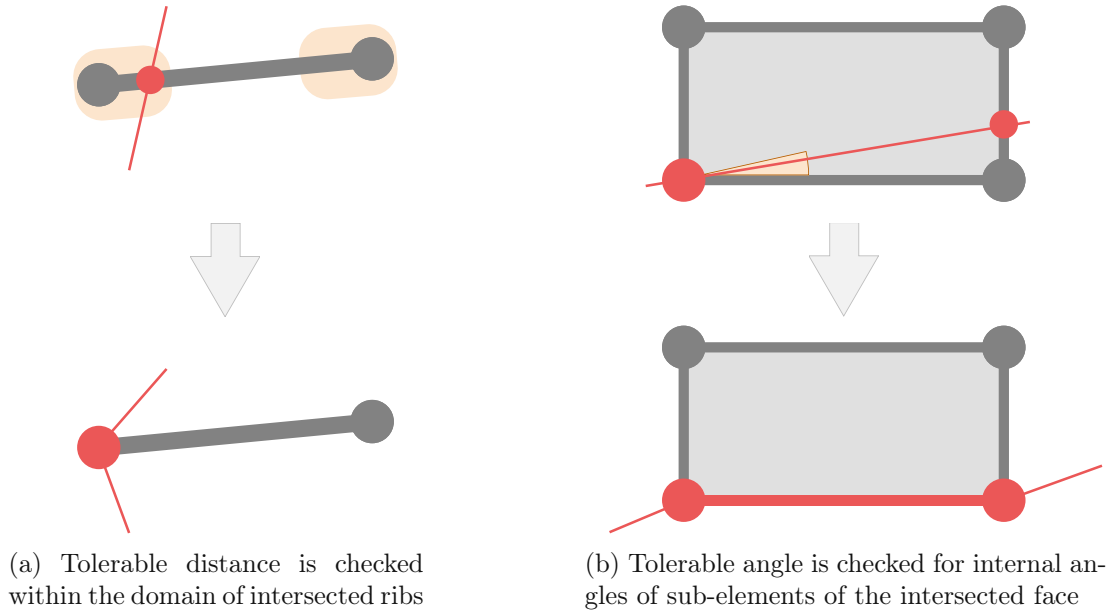 (a) Tolerable distance is checked
within the domain of intersected ribs
(b) Tolerable angle is checked for internal an-
gles of sub-elements of the intersected face